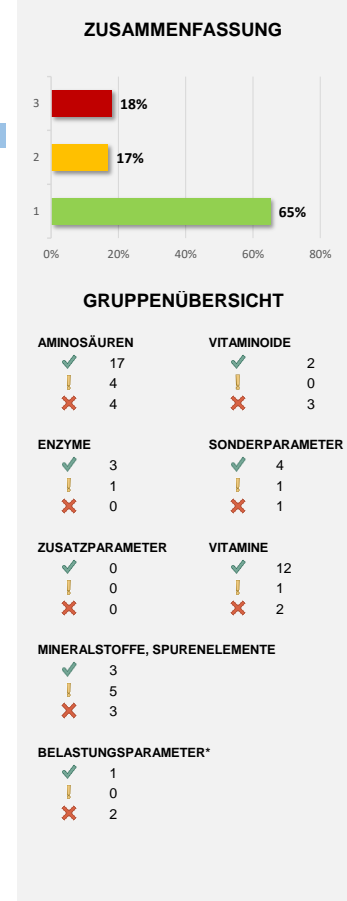 ZUSAMMENFASSUNG
3
18%
2
17%
1
65%
0% 20% 40% 60% 80%
GRUPPENÜBERSICHT
AMINOSÄUREN VITAMINOIDE
17 2
4 0
4 3
ENZYME SONDERPARAMETER
3 4
1 1
0 1
ZUSATZPARAMETER VITAMINE
0 12
0 1
0 2
MINERALSTOFFE, SPURENELEMENTE
3
5
3
BELASTUNGSPARAMETER*
1
0
2